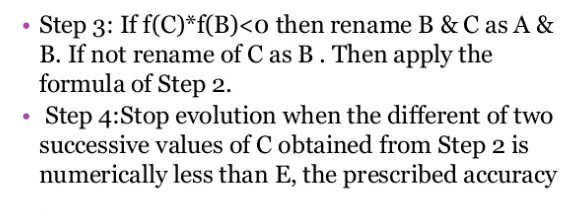 • Step 3: If f(C)*f(B)<0 then rename B & C as A &
B. If not rename of C as B . Then apply the
formula of Step 2.
• Step 4:Stop evolution when the different of two
successive values of C obtained from Step 2 is
numerically less than E, the prescribed accuracy